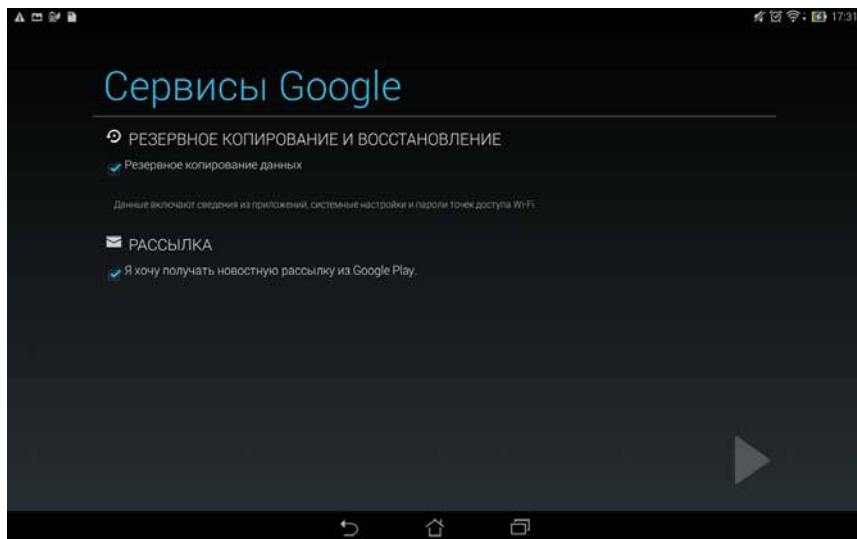 17:31
Сервисы Google
РЕЗЕРВНОЕ КОПИРОВАНИЕ И ВОССТАНОВЛЕНИЕ
Резервное копирование данных
Данные включают сведения из приложений, системные настройки и пароли точек доступа Wi-Fi.
РАССЫЛКА
Я хочу получать новостную рассылку из Google Play.